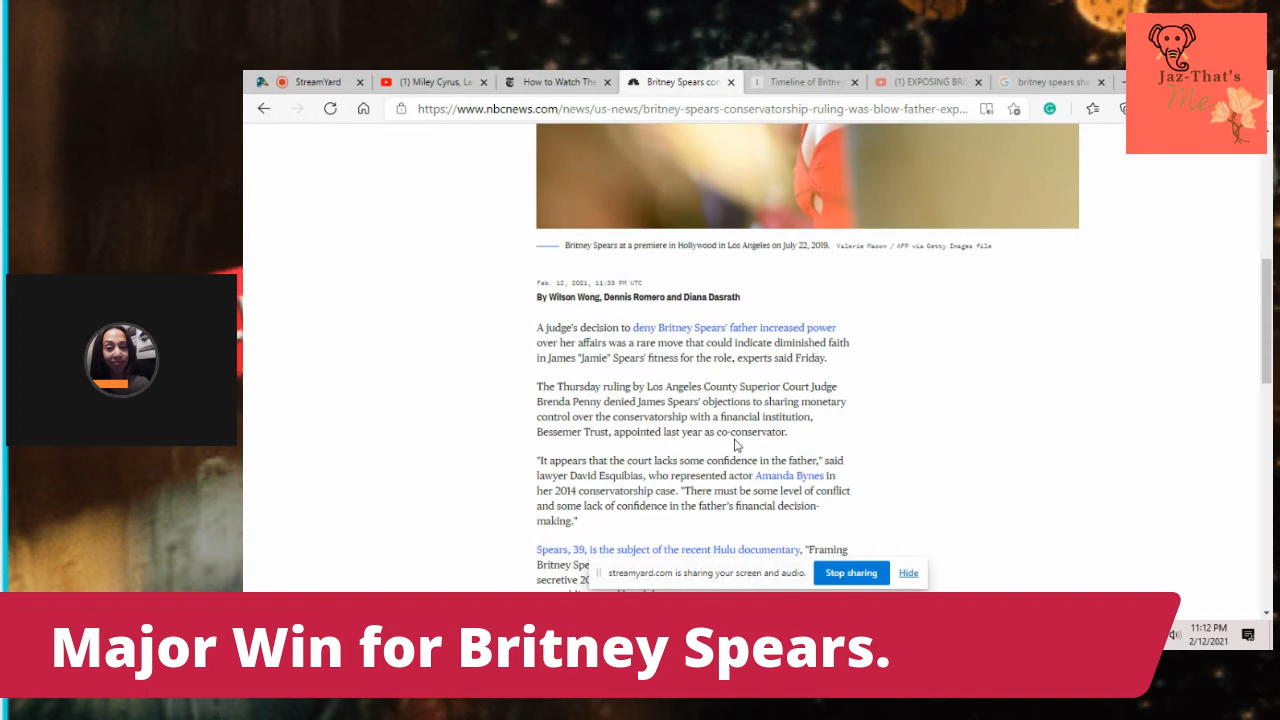 StreamYard
(1) Miley Cyrus, La
How to Watch The
Britney Spears con
Timeline of Britne
(1) EXPOSING BRI
britney spears sha
https://www.nbcnews.com/news/us-news/britney-spears-conservatorship-ruling-was-blow-father-exp...
Jaz-That's
Me
Britney Spears at a premiere in Hollywood in Los Angeles on July 22, 2019. Valerie Macon / AFP via Getty Images file
Feb. 12, 2021, 11:33 PM UTC
By Wilson Wong, Dennis Romero and Diana Dasrath
A judge's decision to deny Britney Spears' father increased power
over her affairs was a rare move that could indicate diminished faith
in James "Jamie" Spears' fitness for the role, experts said Friday.
The Thursday ruling by Los Angeles County Superior Court Judge
Brenda Penny denied James Spears' objections to sharing monetary
control over the conservatorship with a financial institution,
Bessemer Trust, appointed last year as co-conservator.
"It appears that the court lacks some confidence in the father," said
lawyer David Esquibias, who represented actor Amanda Bynes in
her 2014 conservatorship case. "There must be some level of conflict
and some lack of confidence in the father's financial decision-
making."
Spears, 39, is the subject of the recent Hulu documentary, "Framing
Britney Spe
secretive 20
streamyard.com is sharing your screen and audio.
Stop sharing
Hide
11:12 PM
2/12/2021
Major Win for Britney Spears.